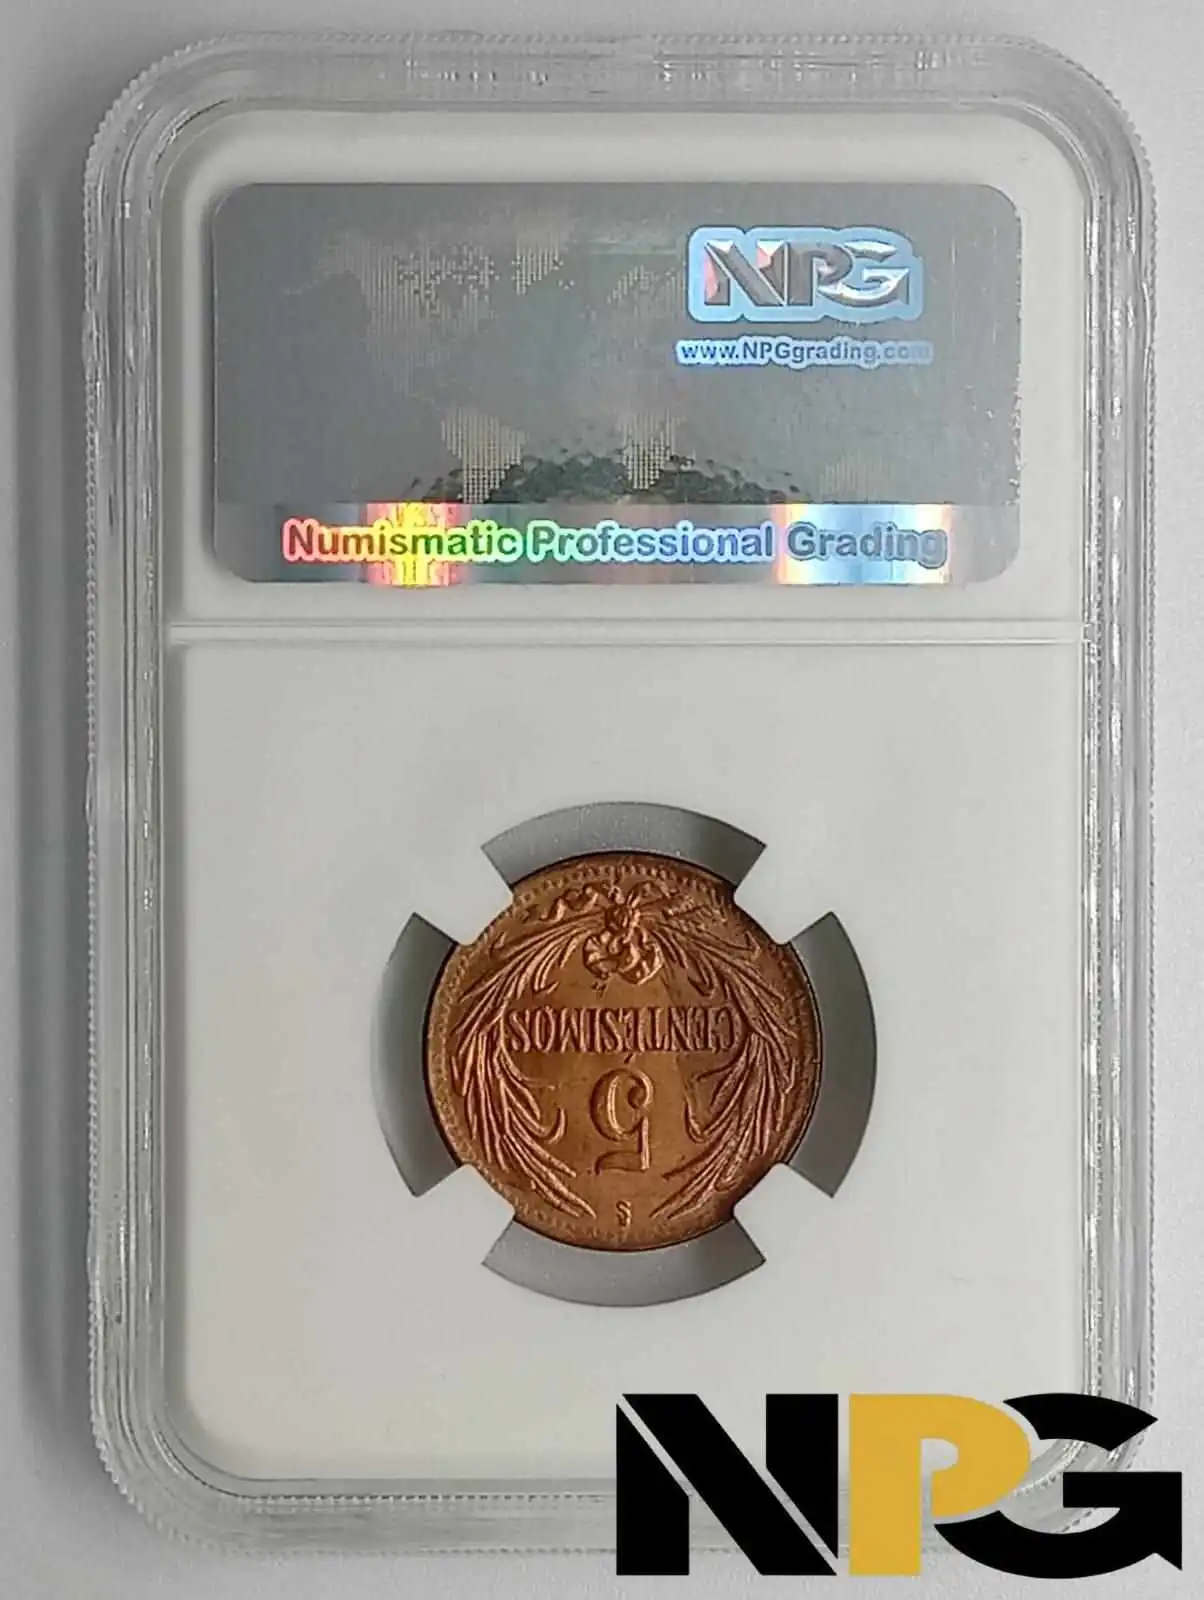 NPG
www.NPGgrading.com
Numismatic Professional Grading
CENTESIMOS
5
S
NPG